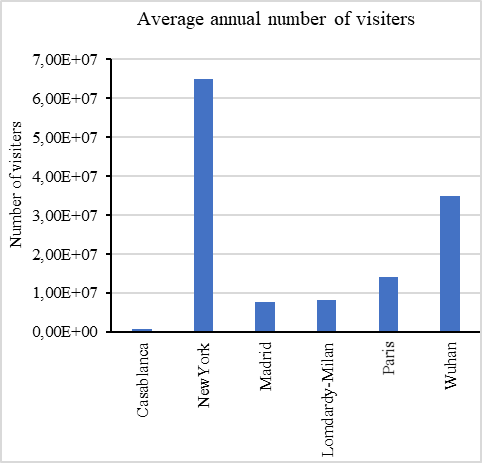 Average annual number of visiters
Number of visiters
7,00E+07
6,00E+07
5,00E+07
4,00E+07
3,00E+07
2,00E+07
1,00E+07
0,00E+00
Casablanca
NewYork
Madrid
Lomdardy-Milan
Paris
Wuhan